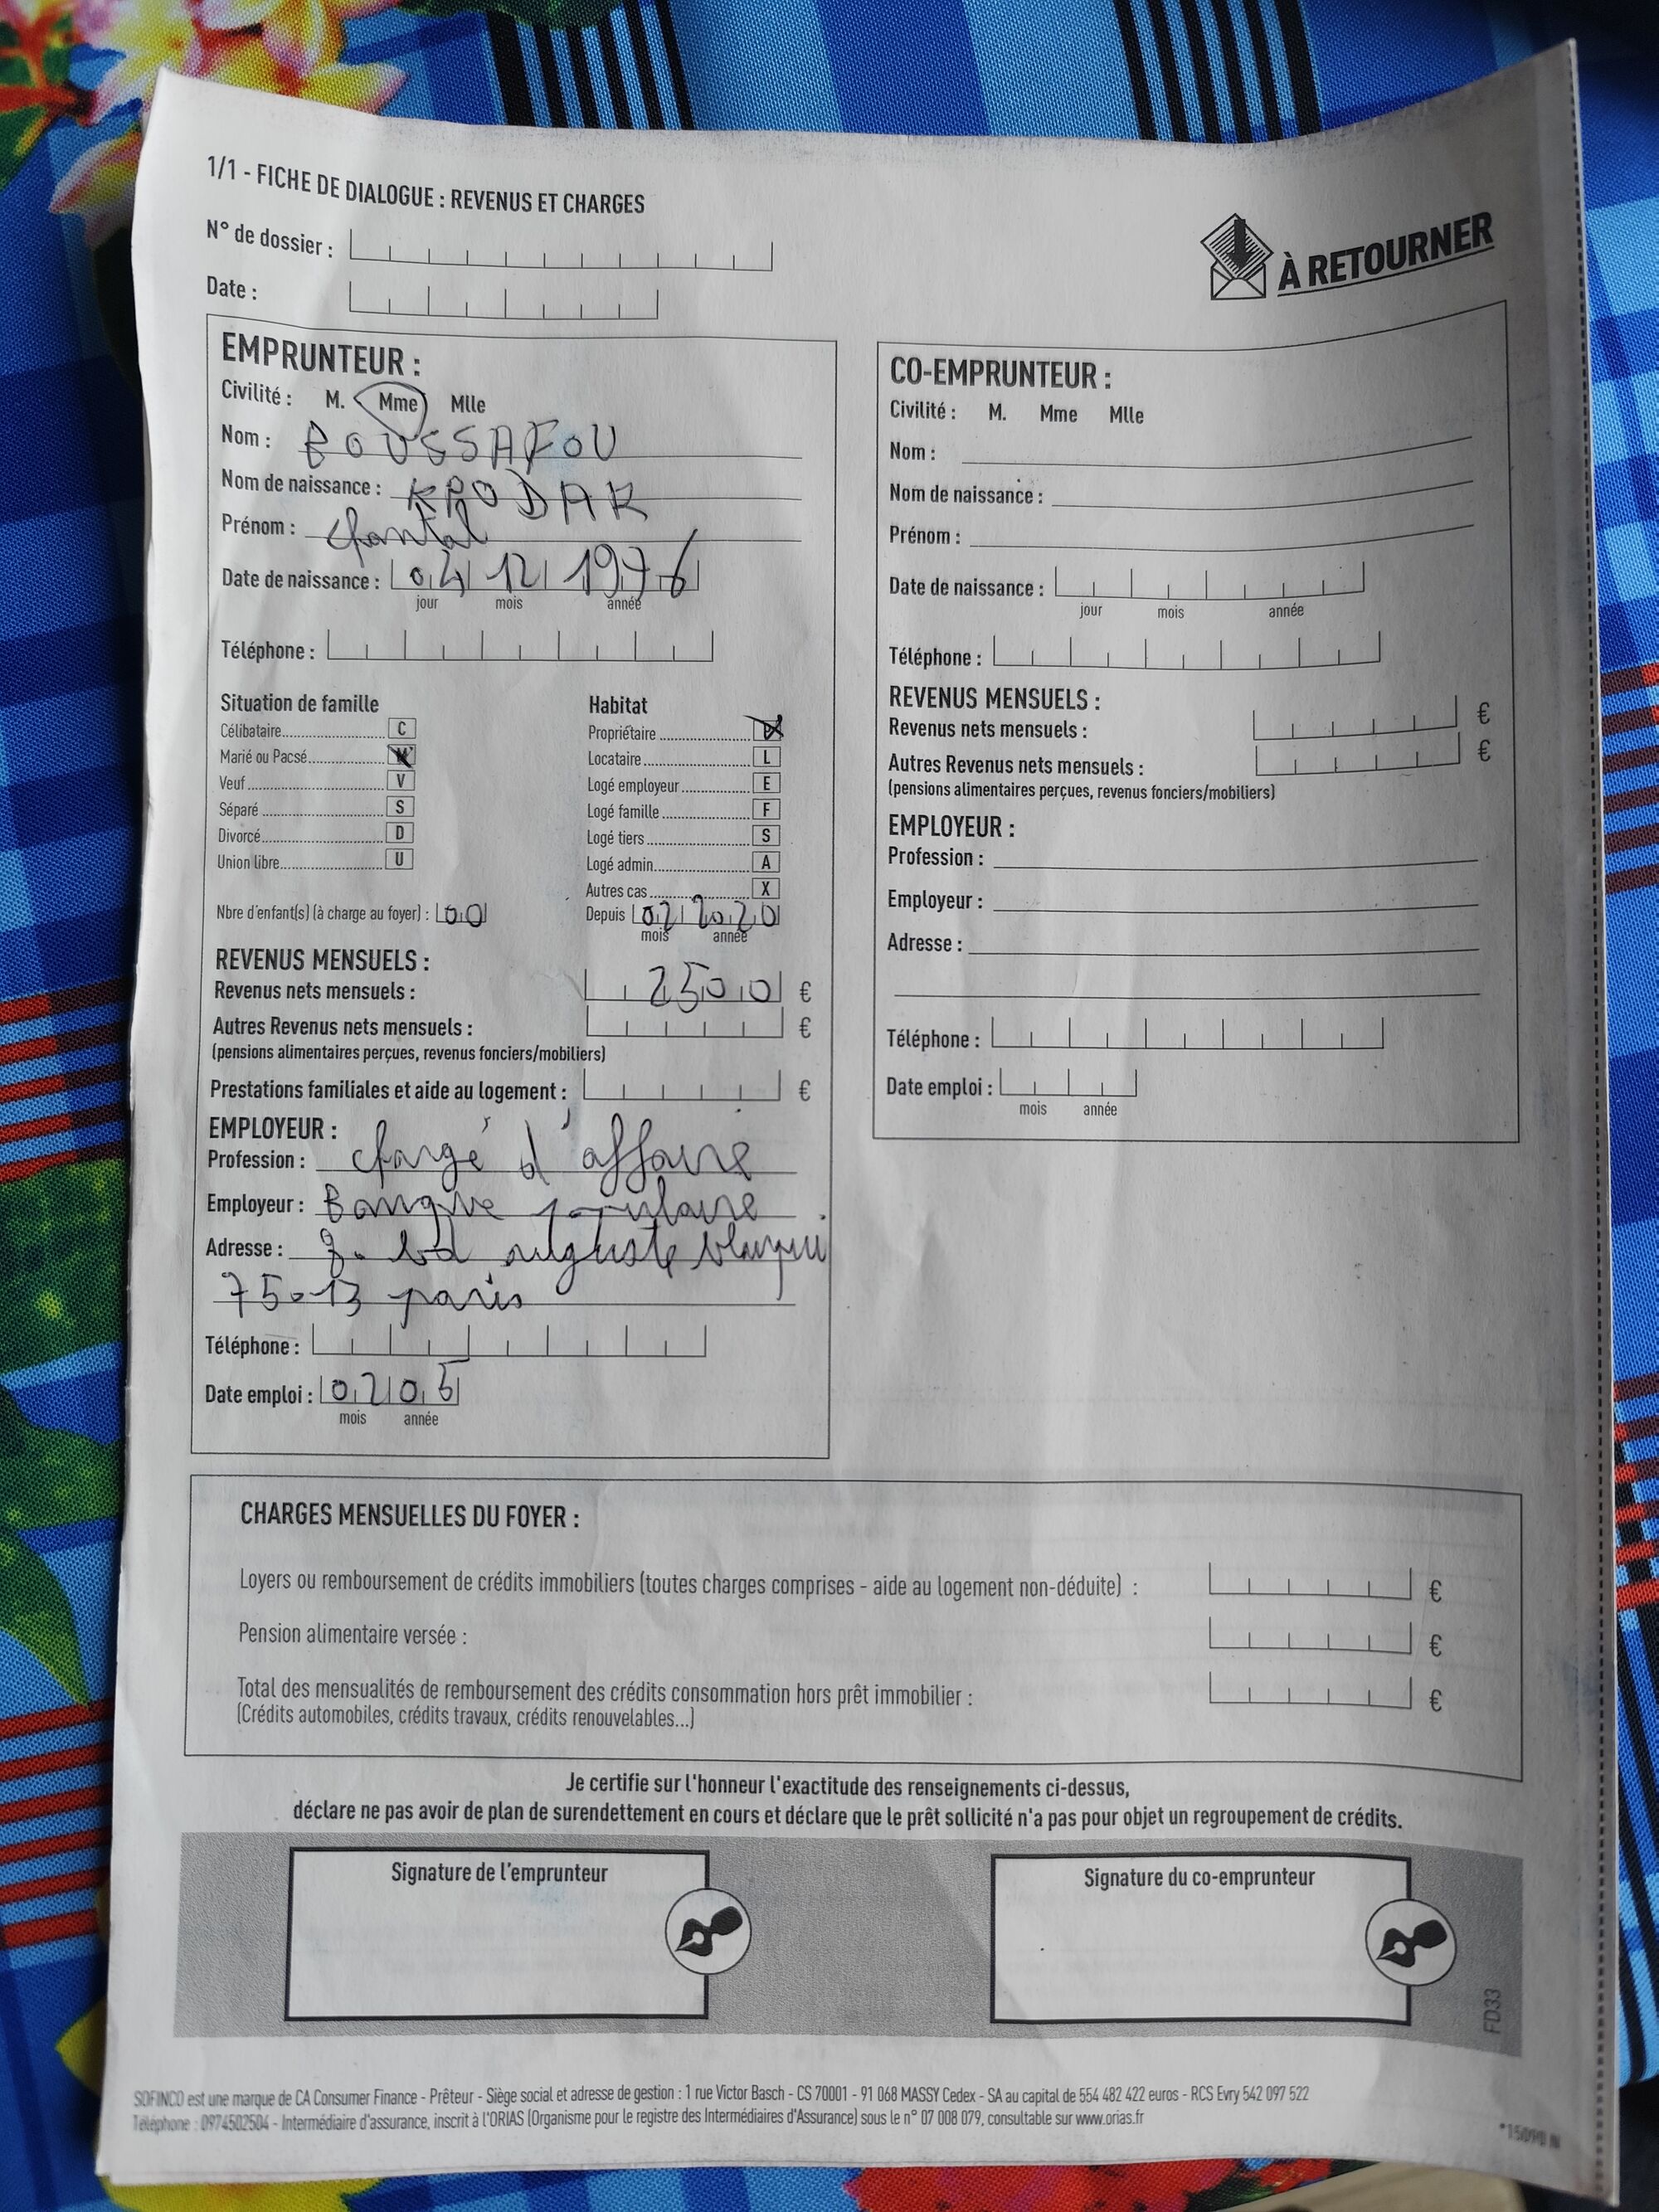 1/1 - FICHE DE DIALOGUE : REVENUS ET CHARGES
N° de dossier :
Date :
À RETOURNER
EMPRUNTEUR :
Civilité : M. Mme Mlle
Nom : BOUSSAFOU
Nom de naissance : KPODAR
Prénom : chantal
Date de naissance : 04 12 1976
jour mois année
Téléphone :
Situation de famille
Célibataire C
Marié ou Pacsé M
Veuf V
Séparé S
Divorcé D
Union libre U
Nbre d'enfant(s) (à charge au foyer) : 00
Habitat
Propriétaire
Locataire L
Logé employeur E
Logé famille F
Logé tiers S
Logé admin. A
Autres cas X
Depuis 02 2020
mois année
REVENUS MENSUELS :
Revenus nets mensuels : 2500 €
Autres Revenus nets mensuels : €
(pensions alimentaires perçues, revenus fonciers/mobiliers)
Prestations familiales et aide au logement : €
EMPLOYEUR :
Profession : chargé d'affaire
Employeur : Banque populaire
Adresse : bd auguste blanqui
75013 paris
Téléphone :
Date emploi : 02 05
mois année
CO-EMPRUNTEUR :
Civilité : M. Mme Mlle
Nom :
Nom de naissance :
Prénom :
Date de naissance :
jour mois année
Téléphone :
REVENUS MENSUELS :
Revenus nets mensuels : €
Autres Revenus nets mensuels : €
(pensions alimentaires perçues, revenus fonciers/mobiliers)
EMPLOYEUR :
Profession :
Employeur :
Adresse :
Téléphone :
Date emploi :
mois année
CHARGES MENSUELLES DU FOYER :
Loyers ou remboursement de crédits immobiliers (toutes charges comprises - aide au logement non-déduite) : €
Pension alimentaire versée : €
Total des mensualités de remboursement des crédits consommation hors prêt immobilier : €
(Crédits automobiles, crédits travaux, crédits renouvelables...)
Je certifie sur l'honneur l'exactitude des renseignements ci-dessus,
déclare ne pas avoir de plan de surendettement en cours et déclare que le prêt sollicité n'a pas pour objet un regroupement de crédits.
Signature de l'emprunteur
Signature du co-emprunteur
FD33
SOFINCO est une marque de CA Consumer Finance - Prêteur - Siège social et adresse de gestion : 1 rue Victor Basch - CS 70001 - 91 068 MASSY Cedex - SA au capital de 554 482 422 euros - RCS Evry 542 097 522
Téléphone : 0974502504 - Intermédiaire d'assurance, inscrit à l'ORIAS (Organisme pour le registre des Intermédiaires d'Assurance) sous le n° 07 008 079, consultable sur www.orias.fr